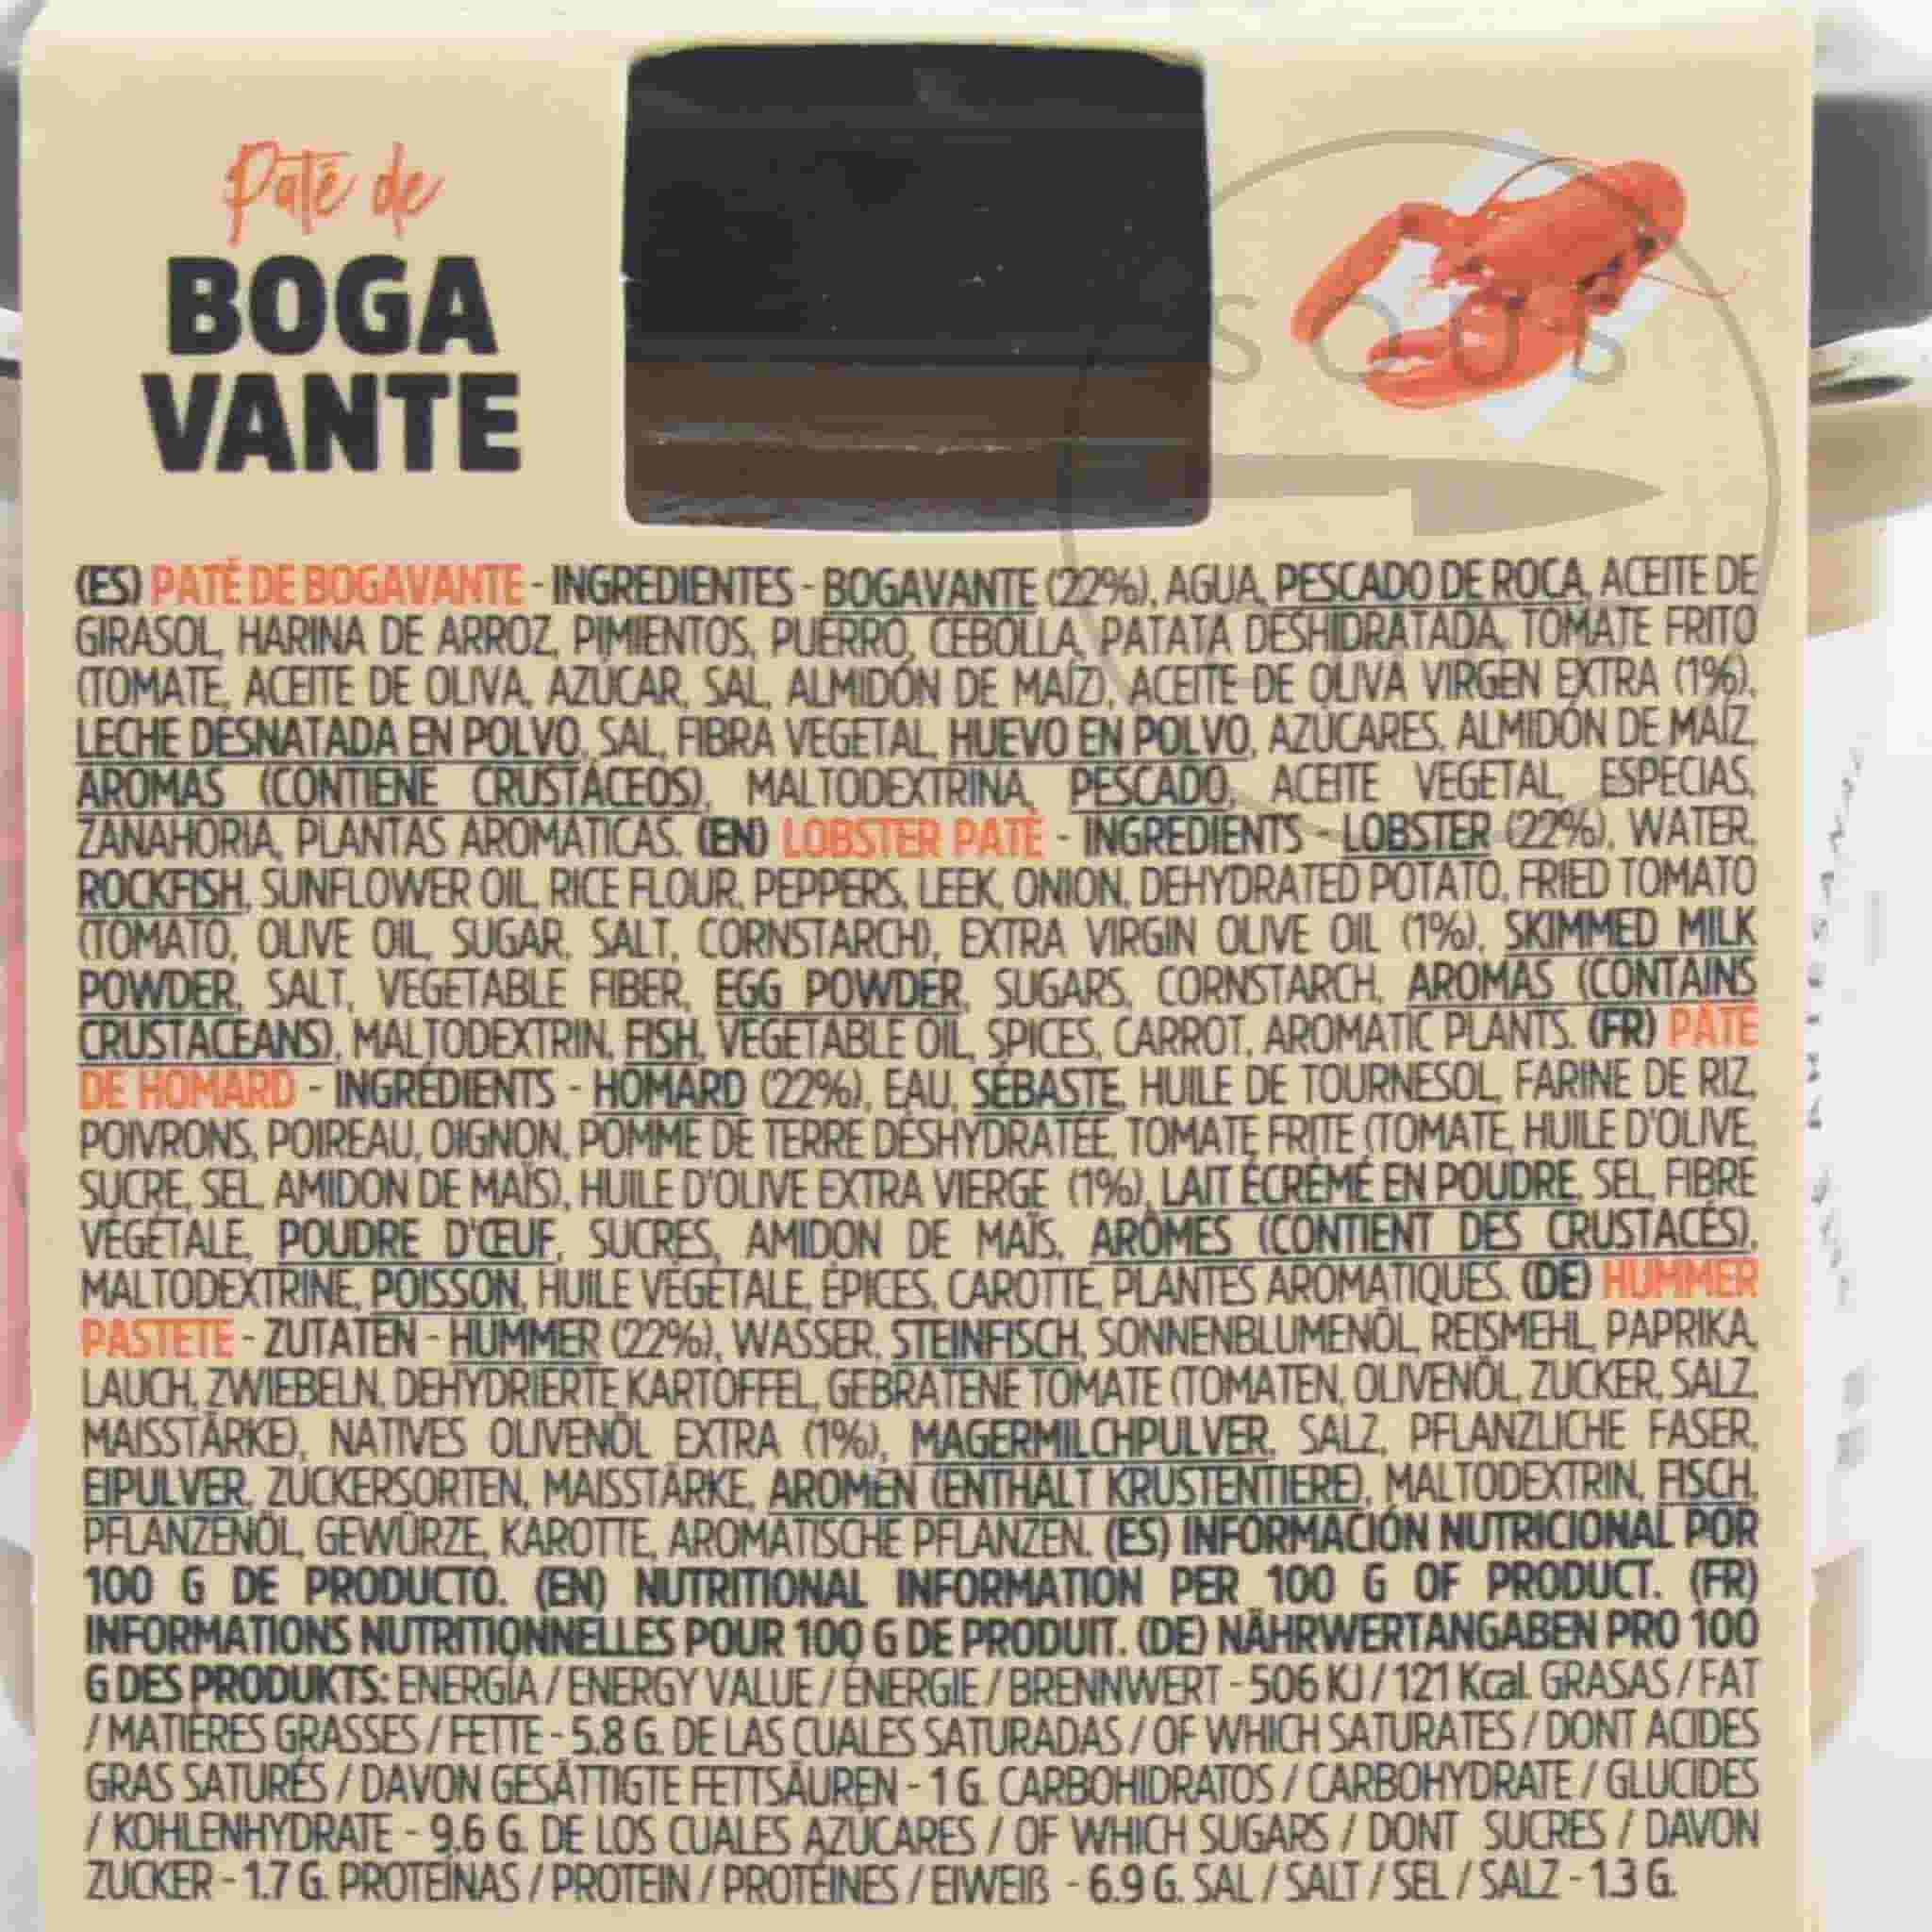 Paté de
BOGA
VANTE
SOOS
(ES) PATÉ DE BOGAVANTE - INGREDIENTES - BOGAVANTE (22%), AGUA, PESCADO DE ROCA, ACEITE DE
GIRASOL, HARINA DE ARROZ, PIMIENTOS, PUERRO, CEBOLLA, PATATA DESHIDRATADA, TOMATE FRITO
(TOMATE, ACEITE DE OLIVA, AZÚCAR, SAL, ALMIDÓN DE MAÍZ), ACEITE DE OLIVA VIRGEN EXTRA (1%),
LECHE DESNATADA EN POLVO, SAL, FIBRA VEGETAL, HUEVO EN POLVO, AZÚCARES, ALMIDÓN DE MAÍZ,
AROMAS (CONTIENE CRUSTÁCEOS), MALTODEXTRINA, PESCADO, ACEITE VEGETAL, ESPECIAS,
ZANAHORIA, PLANTAS AROMÁTICAS. (EN) LOBSTER PATÉ - INGREDIENTS - LOBSTER (22%), WATER,
ROCKFISH, SUNFLOWER OIL, RICE FLOUR, PEPPERS, LEEK, ONION, DEHYDRATED POTATO, FRIED TOMATO
(TOMATO, OLIVE OIL, SUGAR, SALT, CORNSTARCH), EXTRA VIRGIN OLIVE OIL (1%), SKIMMED MILK
POWDER, SALT, VEGETABLE FIBER, EGG POWDER, SUGARS, CORNSTARCH, AROMAS (CONTAINS
CRUSTACEANS), MALTODEXTRIN, FISH, VEGETABLE OIL, SPICES, CARROT, AROMATIC PLANTS. (FR) PÂTÉ
DE HOMARD - INGRÉDIENTS - HOMARD (22%), EAU, SÉBASTE, HUILE DE TOURNESOL, FARINE DE RIZ,
POIVRONS, POIREAU, OIGNON, POMME DE TERRE DÉSHYDRATÉE, TOMATE FRITE (TOMATE, HUILE D'OLIVE,
SUCRE, SEL, AMIDON DE MAÏS), HUILE D'OLIVE EXTRA VIERGE (1%), LAIT ÉCRÉMÉ EN POUDRE, SEL, FIBRE
VÉGÉTALE, POUDRE D'ŒUF, SUCRES, AMIDON DE MAÏS, ARÔMES (CONTIENT DES CRUSTACÉS),
MALTODEXTRINE, POISSON, HUILE VÉGÉTALE, ÉPICES, CAROTTE, PLANTES AROMATIQUES. (DE) HUMMER
PASTETE - ZUTATEN - HUMMER (22%), WASSER, STEINFISCH, SONNENBLUMENÖL, REISMEHL, PAPRIKA,
LAUCH, ZWIEBELN, DEHYDRIERTE KARTOFFEL, GEBRATENE TOMATE (TOMATEN, OLIVENÖL, ZUCKER, SALZ,
MAISSTÄRKE), NATIVES OLIVENÖL EXTRA (1%), MAGERMILCHPULVER, SALZ, PFLANZLICHE FASER,
EIPULVER, ZUCKERSORTEN, MAISSTÄRKE, AROMEN (ENTHÄLT KRUSTENTIERE), MALTODEXTRIN, FISCH,
PFLANZENÖL, GEWÜRZE, KAROTTE, AROMATISCHE PFLANZEN. (ES) INFORMACIÓN NUTRICIONAL POR
100 G DE PRODUCTO. (EN) NUTRITIONAL INFORMATION PER 100 G OF PRODUCT. (FR)
INFORMATIONS NUTRITIONNELLES POUR 100 G DE PRODUIT. (DE) NÄHRWERTANGABEN PRO 100
G DES PRODUKTS: ENERGÍA / ENERGY VALUE / ÉNERGIE / BRENNWERT - 506 KJ / 121 Kcal. GRASAS / FAT
/ MATIÈRES GRASSES / FETTE - 5.8 G. DE LAS CUALES SATURADAS / OF WHICH SATURATES / DONT ACIDES
GRAS SATURÉS / DAVON GESÄTTIGTE FETTSÄUREN - 1 G. CARBOHIDRATOS / CARBOHYDRATE / GLUCIDES
/ KOHLENHYDRATE - 9.6 G. DE LOS CUALES AZÚCARES / OF WHICH SUGARS / DONT SUCRES / DAVON
ZUCKER - 1.7 G. PROTEÍNAS / PROTEIN / PROTÉINES / EIWEIß - 6.9 G. SAL / SALT / SEL / SALZ - 1.3 G.